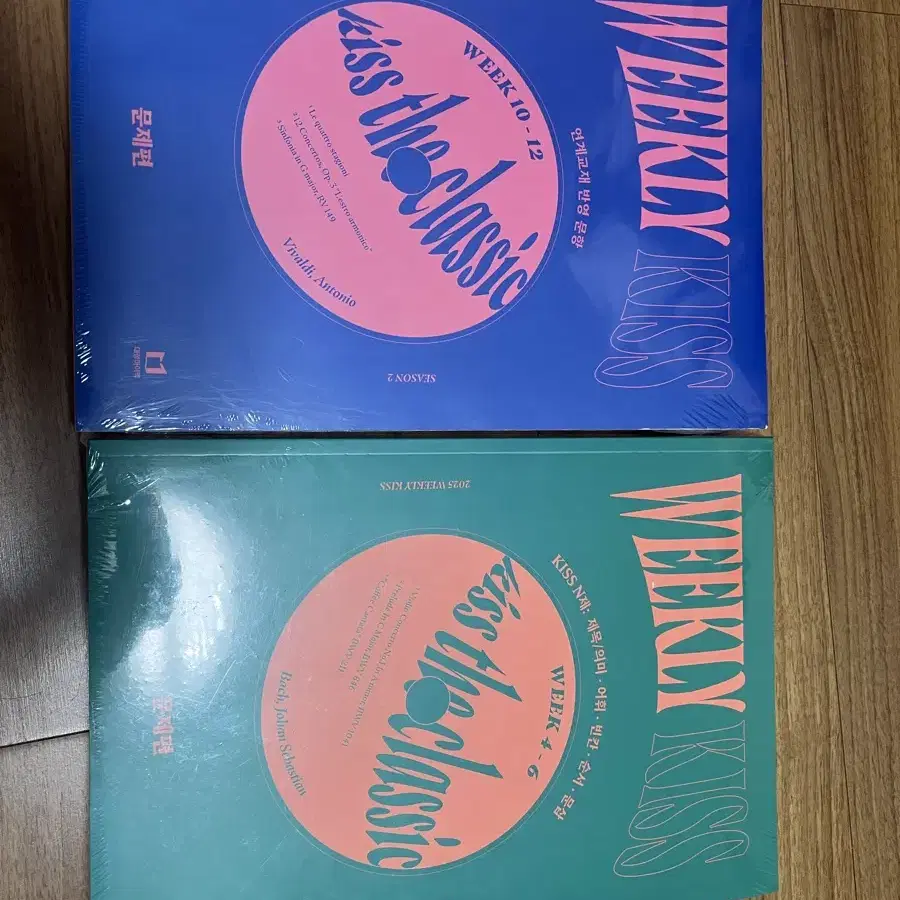 WEEKLY KISS
연계교재 반영 문항
WEEK 10 - 12
kiss the classic
1 Le quattro stagioni
2 12 Concertos, Op. 3 "L'estro armonico"
3 Sinfonia in G major, RV 149
Vivaldi, Antonio
SEASON 2
문제편
WEEKLY KISS
KISS N제: 제목/의미 · 어휘 · 빈칸 · 순서 · 문삽
WEEK 4 - 6
kiss the classic
Bach, Johann Sebastian
2025 WEEKLY KISS
문제편